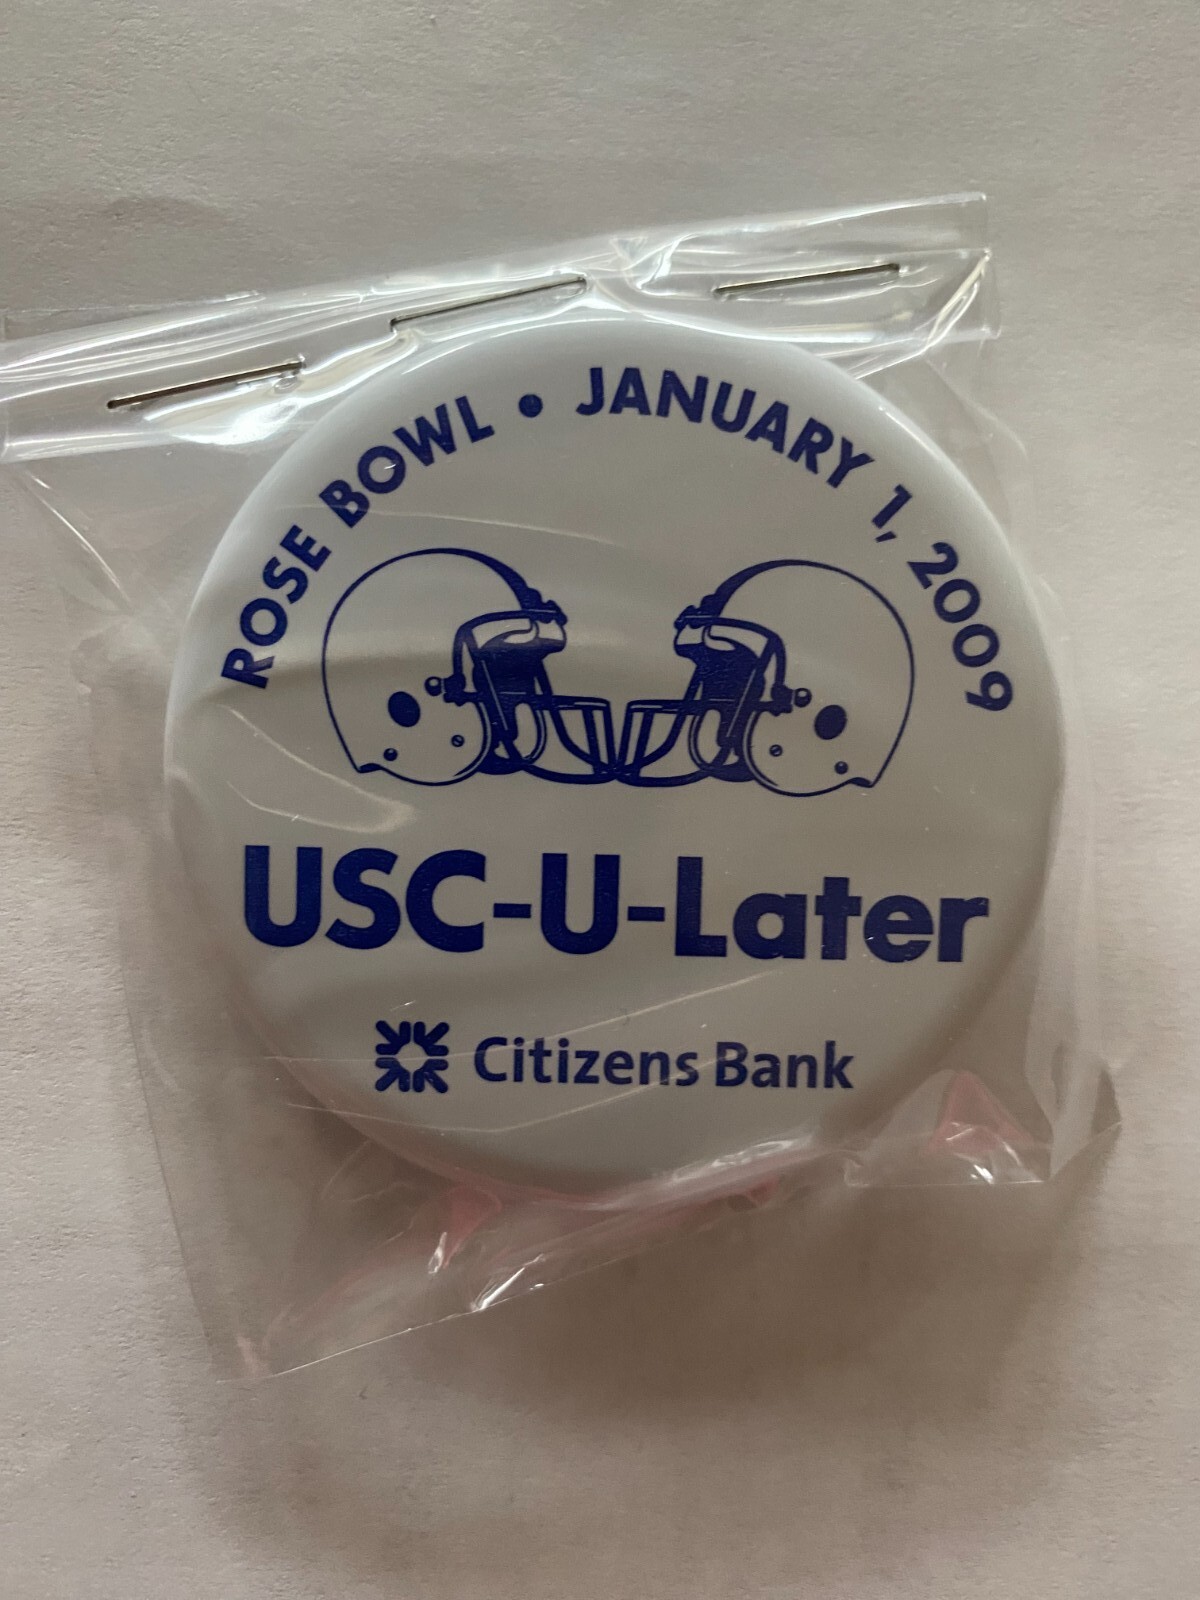 ROSE BOWL • JANUARY 1, 2009
USC-U-Later
Citizens Bank